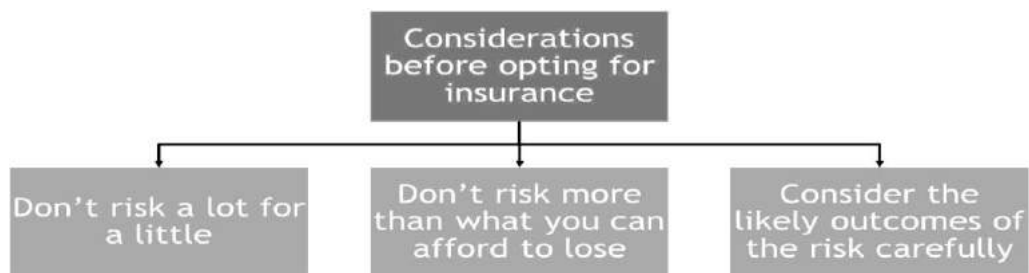 Considerations
before opting for
insurance
Don't risk a lot for
a little
Don't risk more
than what you can
afford to lose
Consider the
likely outcomes of
the risk carefully